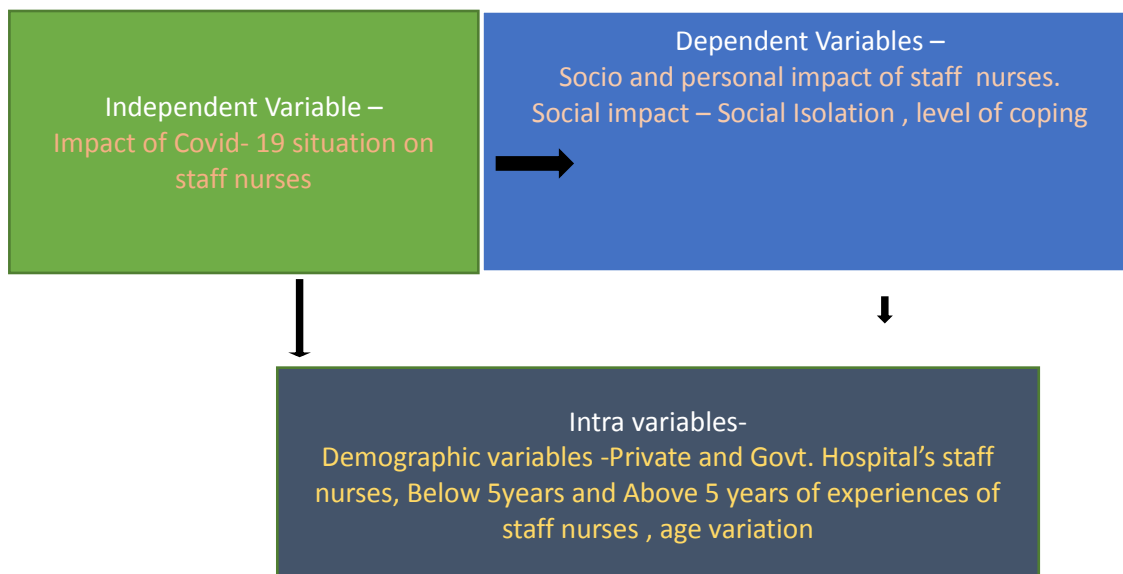 Independent Variable –
Impact of Covid- 19 situation on
staff nurses
Dependent Variables –
Socio and personal impact of staff  nurses.
Social impact – Social Isolation , level of coping
Intra variables-
Demographic variables -Private and Govt. Hospital’s staff
nurses, Below 5years and Above 5 years of experiences of
staff nurses , age variation